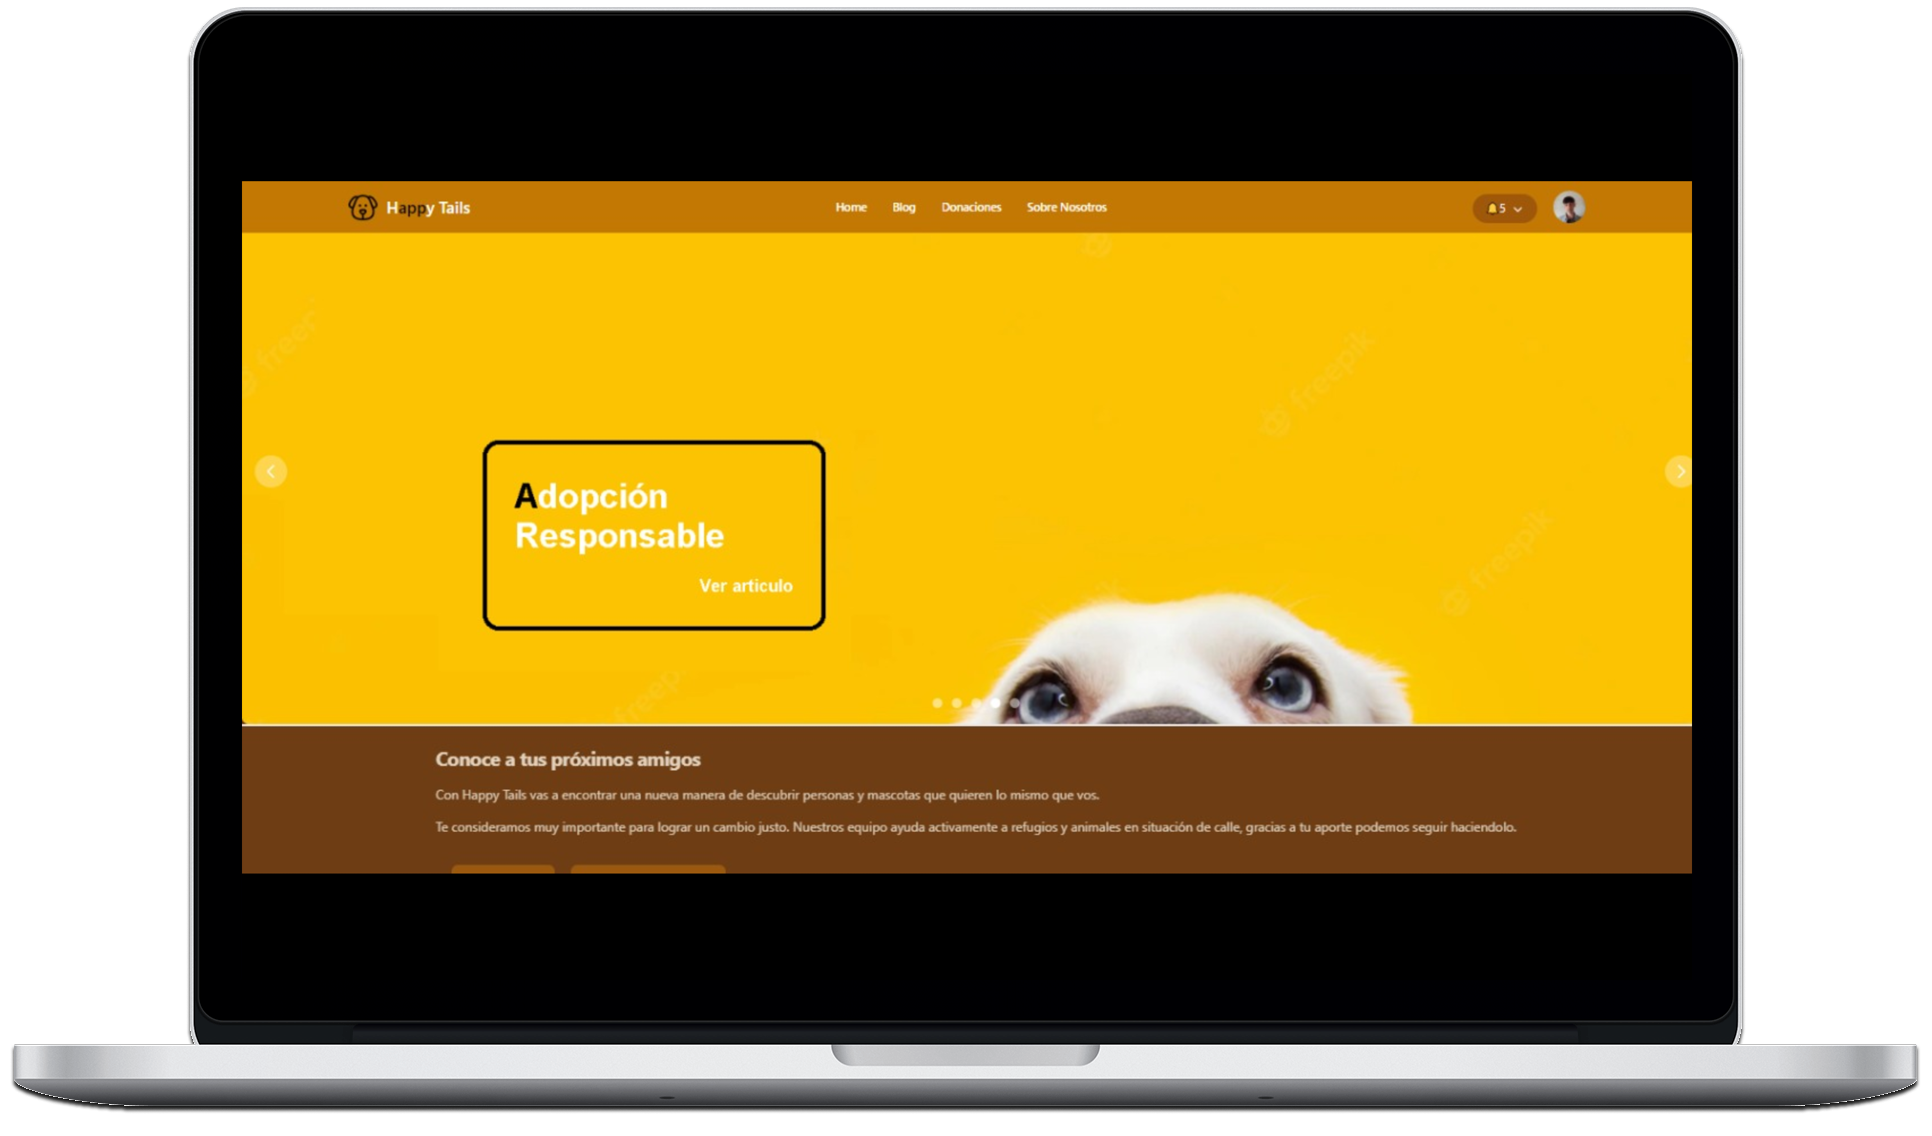 Happy Tails
Home Blog Donaciones Sobre Nosotros
5
freepik
freepik
Adopción
Responsable
Ver articulo
freepik
Conoce a tus próximos amigos
Con Happy Tails vas a encontrar una nueva manera de descubrir personas y mascotas que quieren lo mismo que vos.
Te consideramos muy importante para lograr un cambio justo. Nuestros equipo ayuda activamente a refugios y animales en situación de calle, gracias a tu aporte podemos seguir haciendolo.